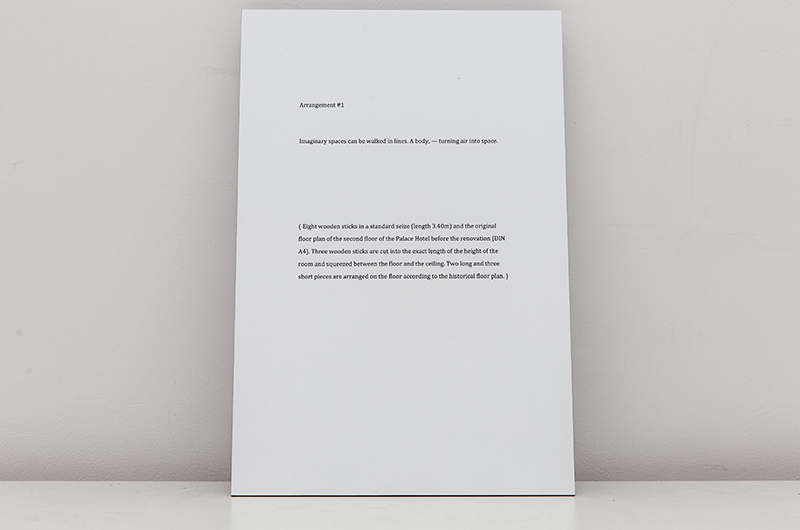 Arrangement #1
Imaginary spaces can be walked in lines. A body, — turning air into space.
( Eight wooden sticks in a standard seize (length 3.40m) and the original
floor plan of the second floor of the Palace Hotel before the renovation (DIN
A4). Three wooden sticks are cut into the exact length of the height of the
room and squeezed between the floor and the ceiling. Two long and three
short pieces are arranged on the floor according to the historical floor plan. )